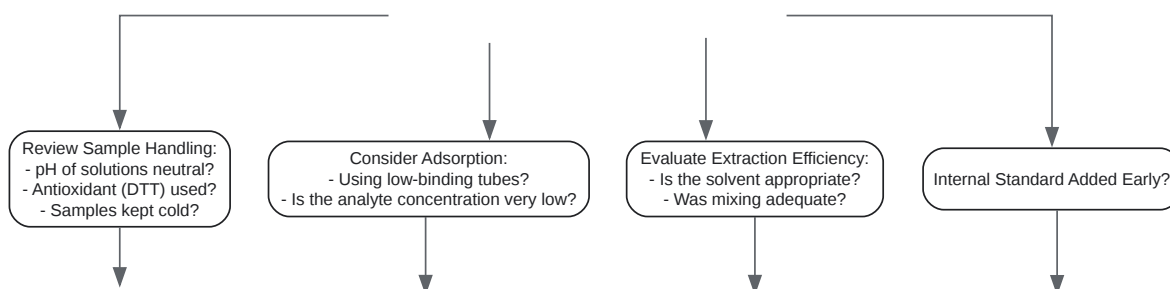 Review Sample Handling:
- pH of solutions neutral?
- Antioxidant (DTT) used?
- Samples kept cold?
Consider Adsorption:
- Using low-binding tubes?
- Is the analyte concentration very low?
Evaluate Extraction Efficiency:
- Is the solvent appropriate?
- Was mixing adequate?
Internal Standard Added Early?